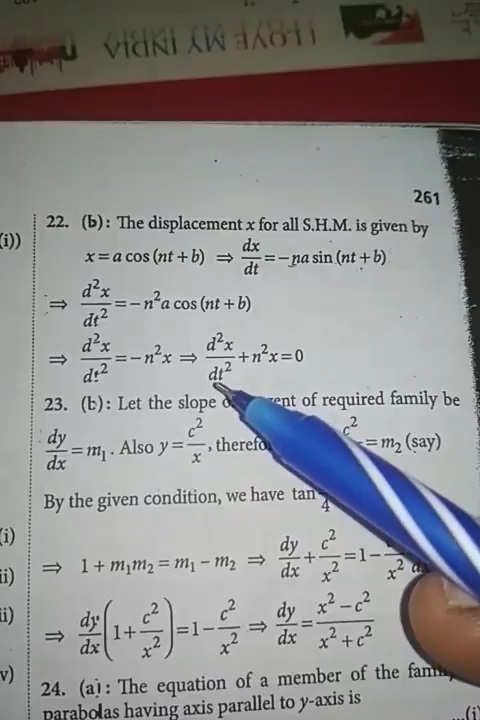 I LOVE MY INDIA
261
22. (b) : The displacement x for all S.H.M. is given by
(i))
x = a cos (nt + b) ⇒ dx/dt = −na sin (nt + b)
⇒ d²x/dt² = −n²a cos (nt + b)
⇒ d²x/dt² = −n²x ⇒ d²x/dt² + n²x = 0
23. (b) : Let the slope of of required family be
dy/dx = m₁. Also y = c²/x, = m₂ (say)
By the given condition, we have tan
(i)
⇒ 1 + m₁m₂ = m₁ − m₂ ⇒ dy/dx + c²/x² = 1 −
ii)
ii)
⇒ dy/dx (1 + c²/x²) = 1 − c²/x² ⇒ dy/dx = (x² − c²)/(x² + c²)
v)
24. (a) : The equation of a member of the
parabolas having axis parallel to y-axis is
...(i)